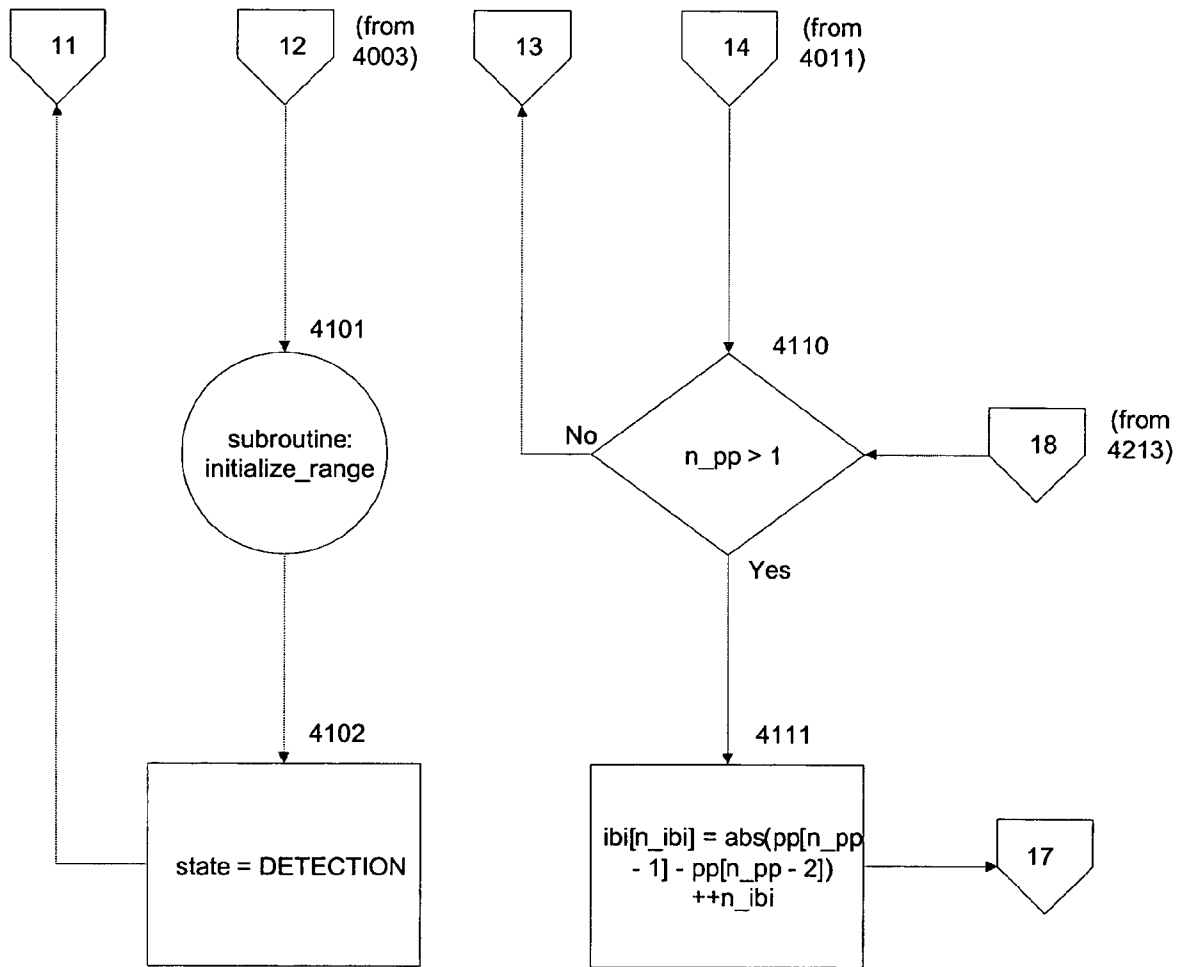 11
12
(from
4003)
13
14
(from
4011)
4101
subroutine:
initialize_range
4110
No
n_pp > 1
Yes
18
(from
4213)
4102
state = DETECTION
4111
ibi[n_ibi] = abs(pp[n_pp
- 1] - pp[n_pp - 2])
++n_ibi
17